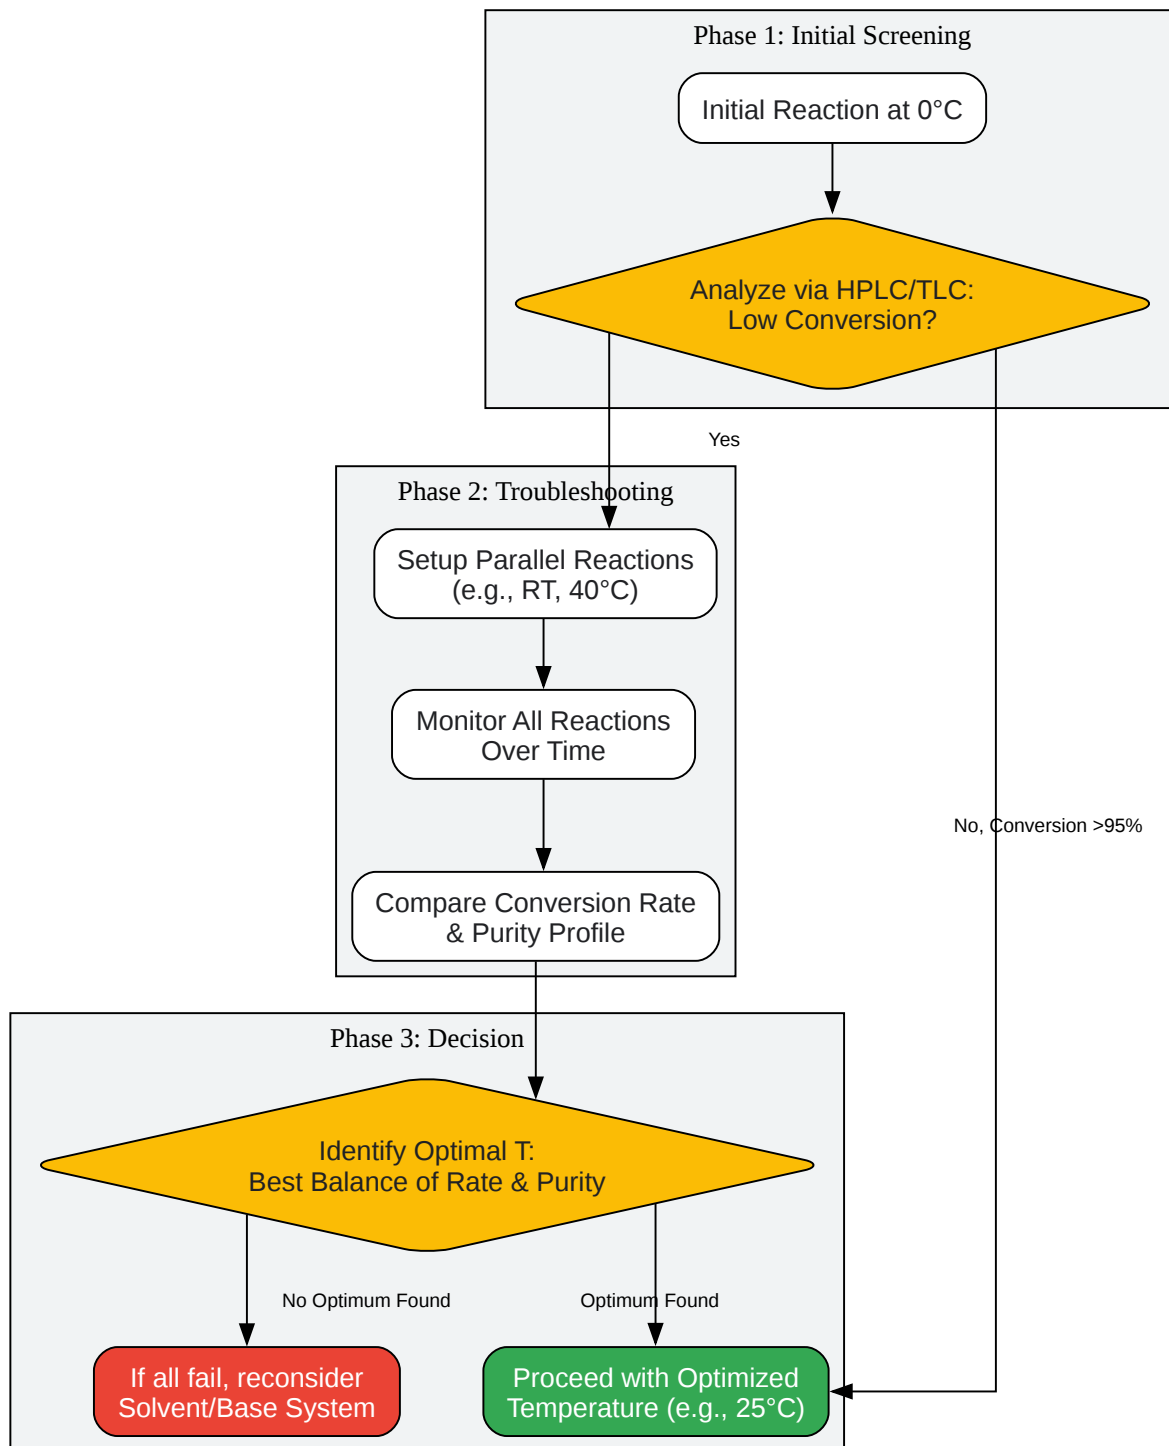 Phase 1: Initial Screening
Initial Reaction at 0°C
Analyze via HPLC/TLC:
Low Conversion?
Yes
Phase 2: Troubleshooting
Setup Parallel Reactions
(e.g., RT, 40°C)
Monitor All Reactions
Over Time
No, Conversion >95%
Compare Conversion Rate
& Purity Profile
Phase 3: Decision
Identify Optimal T:
Best Balance of Rate & Purity
No Optimum Found
Optimum Found
If all fail, reconsider
Solvent/Base System
Proceed with Optimized
Temperature (e.g., 25°C)